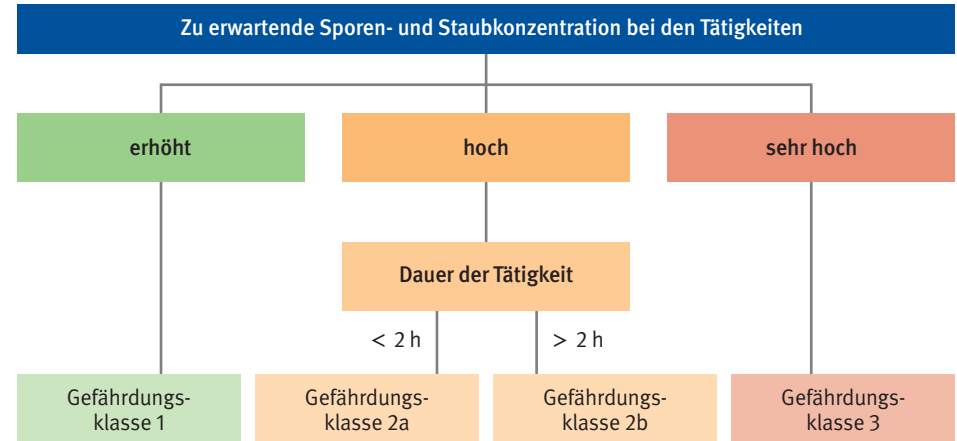 Zu erwartende Sporen- und Staubkonzentration bei den Tätigkeiten
erhöht
hoch
sehr hoch
Dauer der Tätigkeit
< 2 h
> 2 h
Gefährdungs-
klasse 1
Gefährdungs-
klasse 2a
Gefährdungs-
klasse 2b
Gefährdungs-
klasse 3